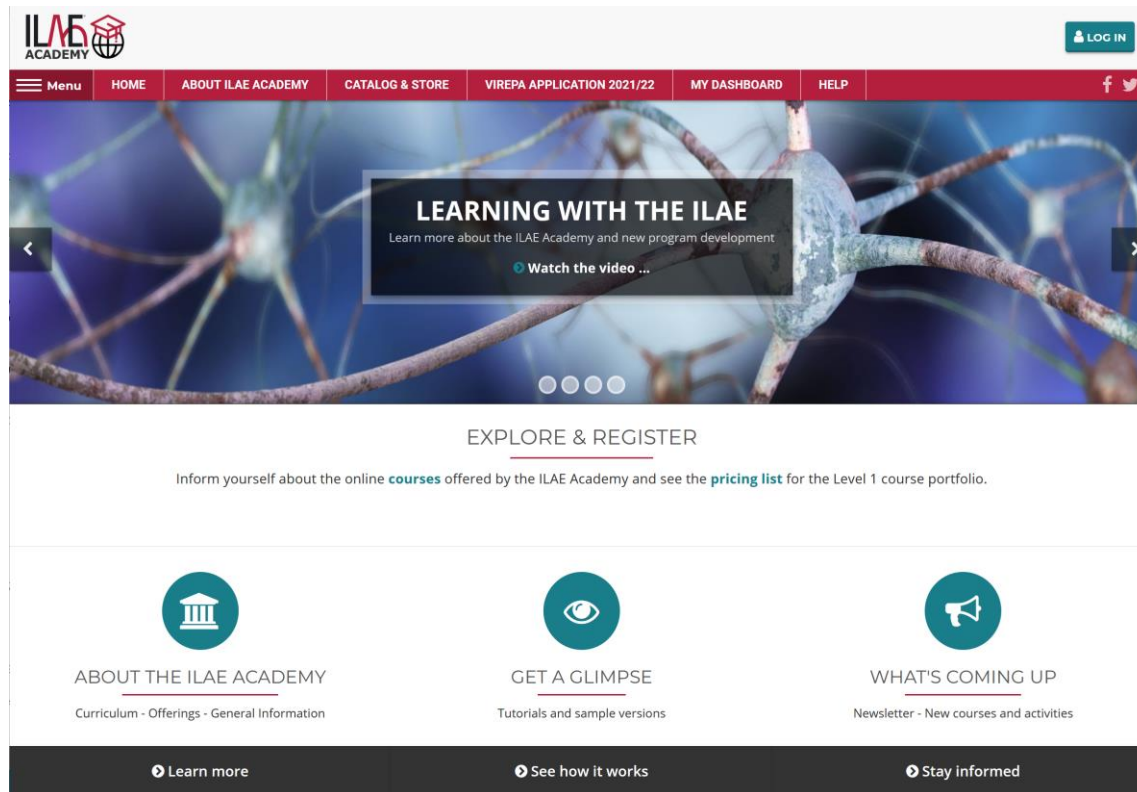 ILAE
ACADEMY
LOG IN
Menu HOME ABOUT ILAE ACADEMY CATALOG & STORE VIREPA APPLICATION 2021/22 MY DASHBOARD HELP
LEARNING WITH THE ILAE
Learn more about the ILAE Academy and new program development
Watch the video ...
EXPLORE & REGISTER
Inform yourself about the online courses offered by the ILAE Academy and see the pricing list for the Level 1 course portfolio.
ABOUT THE ILAE ACADEMY
Curriculum - Offerings - General Information
Learn more
GET A GLIMPSE
Tutorials and sample versions
See how it works
WHAT'S COMING UP
Newsletter - New courses and activities
Stay informed